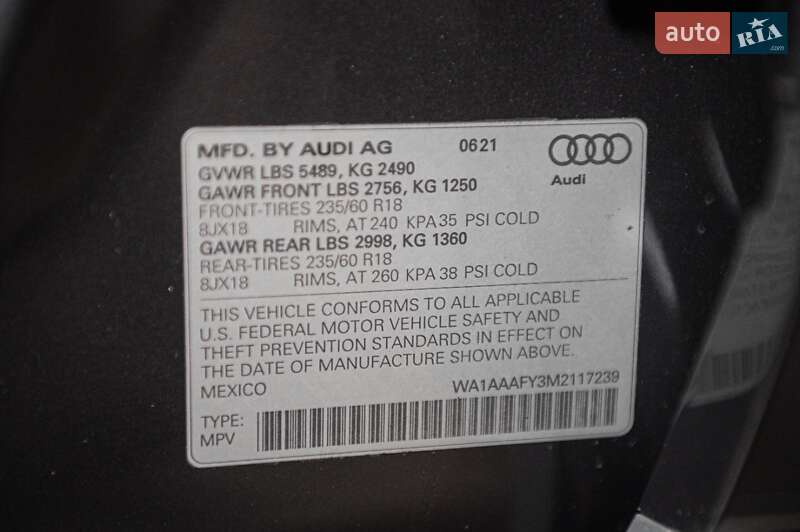 auto RIA
.com
MFD. BY AUDI AG 0621
GVWR LBS 5489, KG 2490
GAWR FRONT LBS 2756, KG 1250
FRONT-TIRES 235/60 R18
8JX18 RIMS, AT 240 KPA 35 PSI COLD
GAWR REAR LBS 2998, KG 1360
REAR-TIRES 235/60 R18
8JX18 RIMS, AT 260 KPA 38 PSI COLD
Audi
THIS VEHICLE CONFORMS TO ALL APPLICABLE
U.S. FEDERAL MOTOR VEHICLE SAFETY AND
THEFT PREVENTION STANDARDS IN EFFECT ON
THE DATE OF MANUFACTURE SHOWN ABOVE.
MEXICO WA1AAAFY3M2117239
TYPE:
MPV